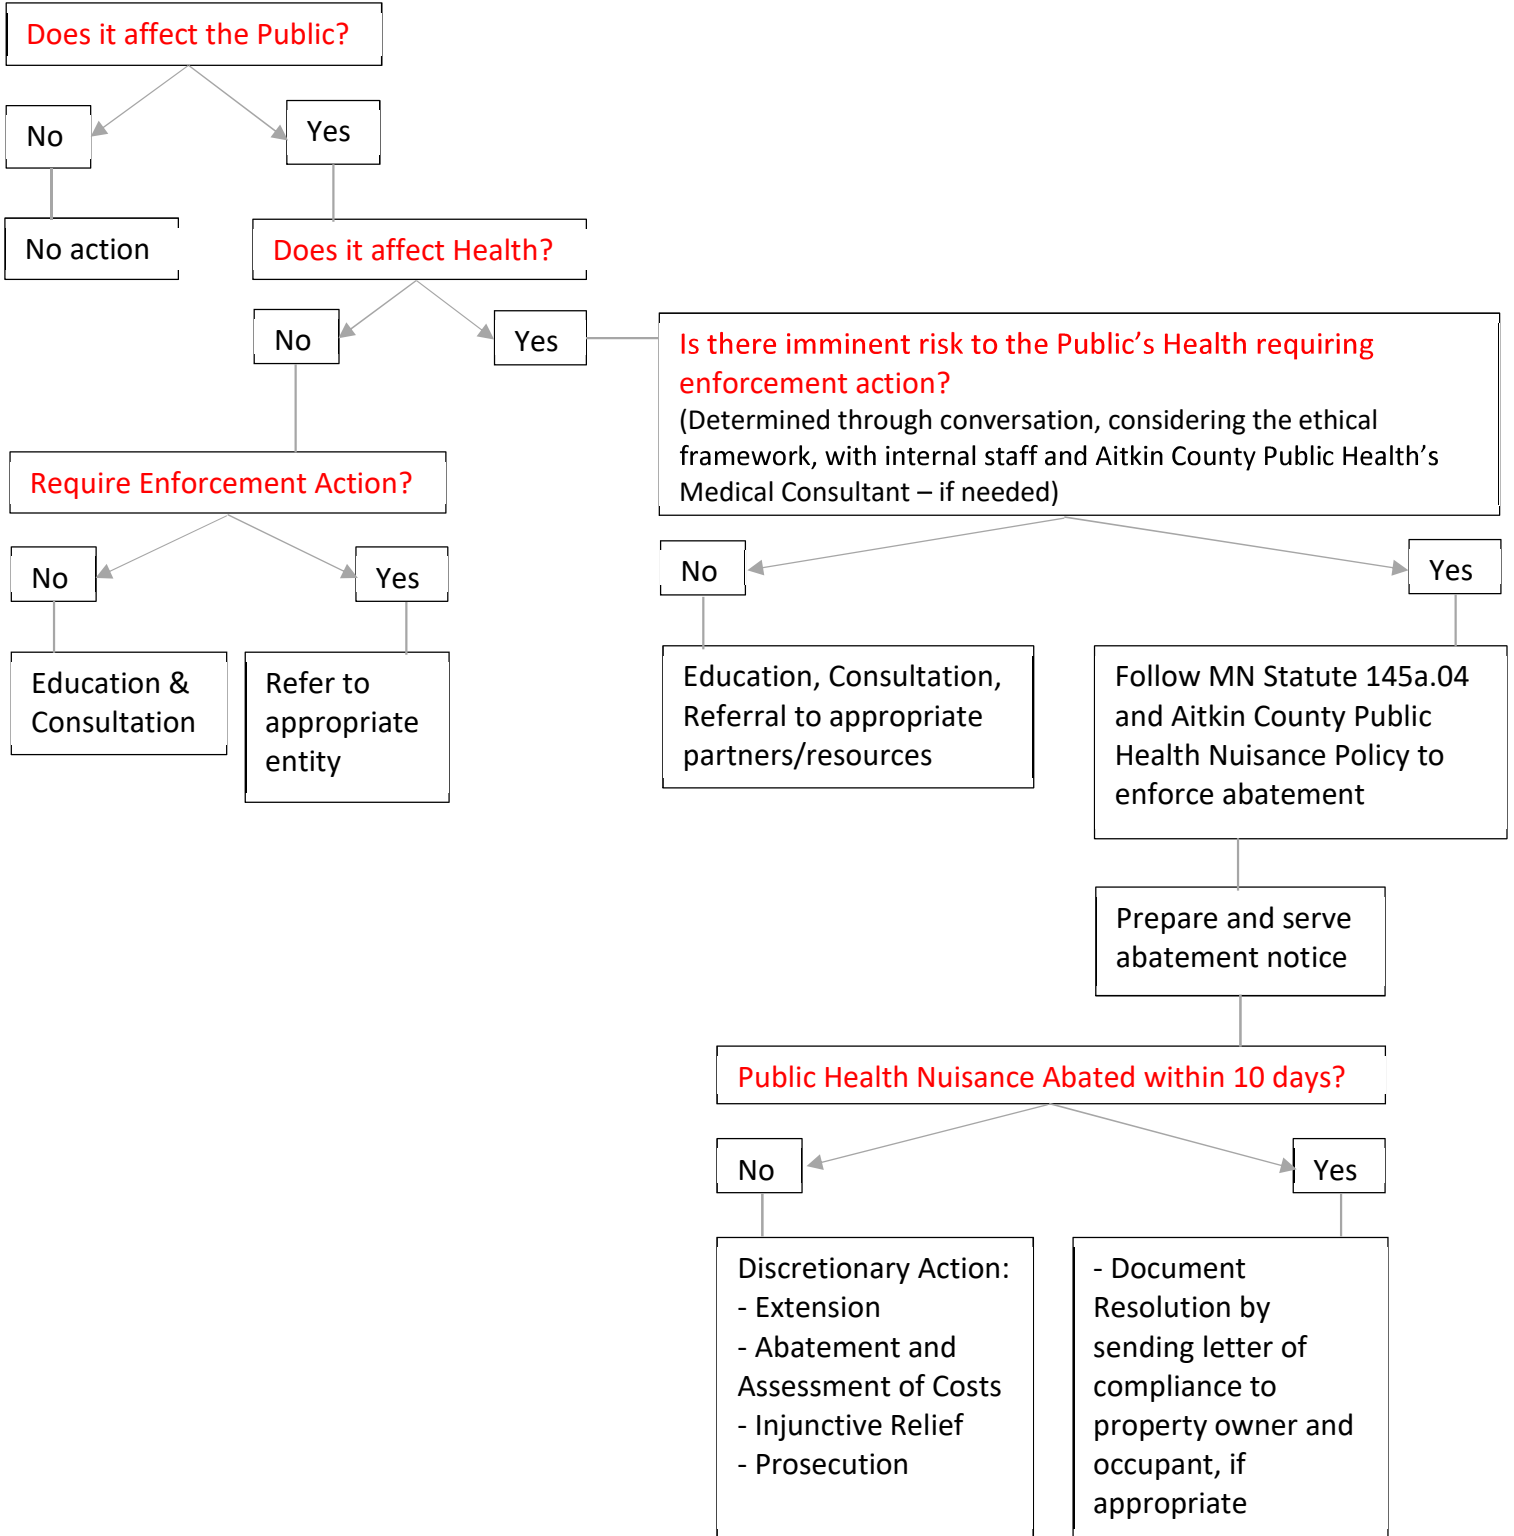 Does it affect the Public?
No
Yes
No action
Does it affect Health?
No
Yes
Is there imminent risk to the Public’s Health requiring
enforcement action?
(Determined through conversation, considering the ethical
framework, with internal staff and Aitkin County Public Health’s
Medical Consultant – if needed)
Require Enforcement Action?
No
Yes
No
Yes
Education &
Consultation
Refer to
appropriate
entity
Education, Consultation,
Referral to appropriate
partners/resources
Follow MN Statute 145a.04
and Aitkin County Public
Health Nuisance Policy to
enforce abatement
Prepare and serve
abatement notice
Public Health Nuisance Abated within 10 days?
No
Yes
Discretionary Action:
- Extension
- Abatement and
Assessment of Costs
- Injunctive Relief
- Prosecution
- Document
Resolution by
sending letter of
compliance to
property owner and
occupant, if
appropriate